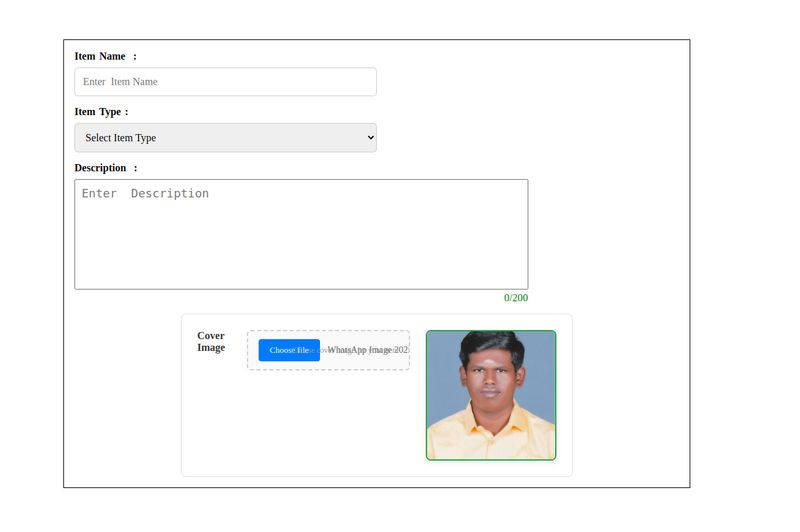 Item Name :
Enter Item Name
Item Type :
Select Item Type
Description :
Enter Description
0/200
Cover
Image
Choose file WhatsApp Image 202